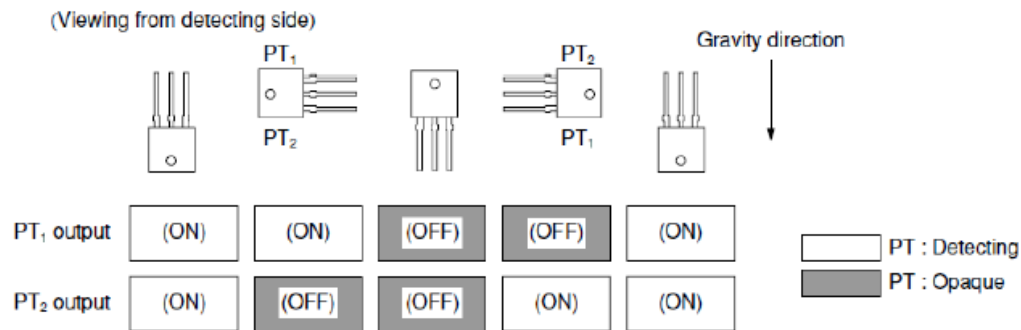 (Viewing from detecting side)
Gravity direction
PT₁
PT₂
PT₂
PT₁
PT₁ output (ON) (ON) (OFF) (OFF) (ON)
PT₂ output (ON) (OFF) (OFF) (ON) (ON)
PT : Detecting
PT : Opaque